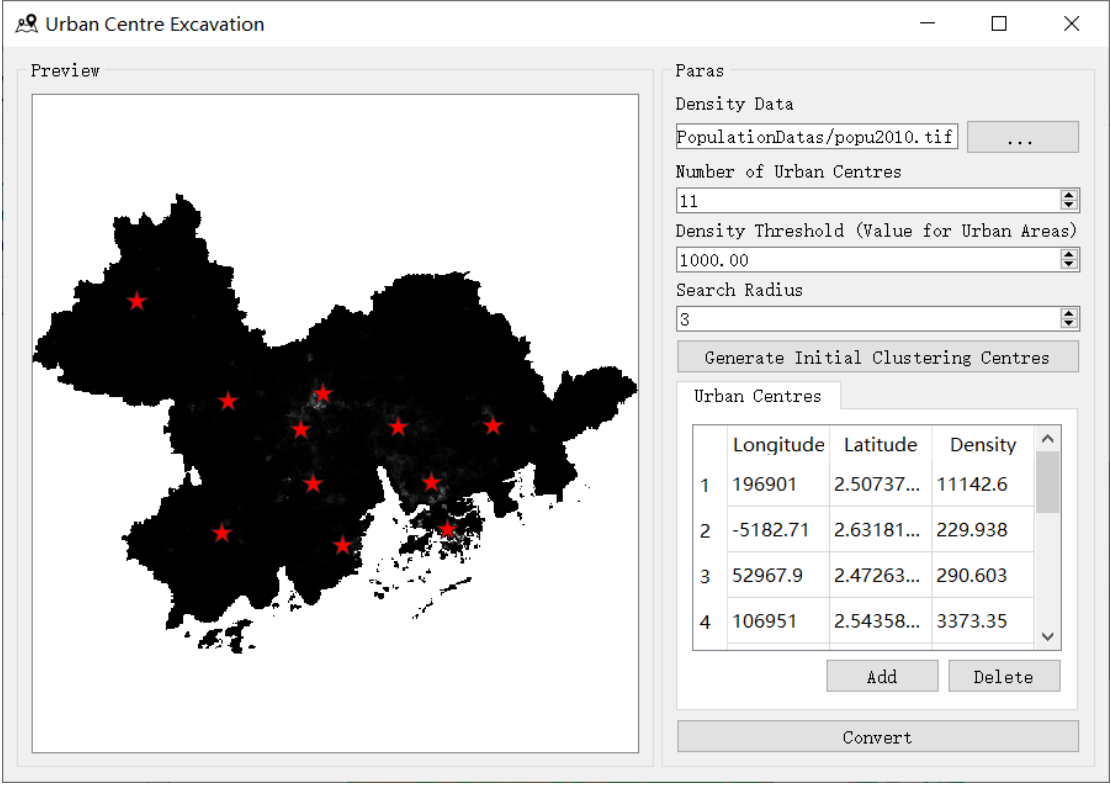 Urban Centre Excavation
Preview
Paras
Density Data
PopulationDatas/popu2010.tif ...
Number of Urban Centres
11
Density Threshold (Value for Urban Areas)
1000.00
Search Radius
3
Generate Initial Clustering Centres
Urban Centres
Longitude Latitude Density
1 196901 2.50737... 11142.6
2 -5182.71 2.63181... 229.938
3 52967.9 2.47263... 290.603
4 106951 2.54358... 3373.35
Add Delete
Convert